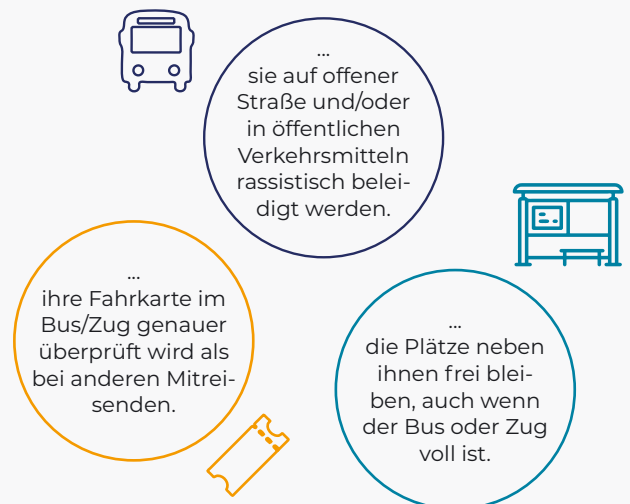 ...
sie auf offener
Straße und/oder
in öffentlichen
Verkehrsmitteln
rassistisch belei-
digt werden.
...
ihre Fahrkarte im
Bus/Zug genauer
überprüft wird als
bei anderen Mitrei-
senden.
...
die Plätze neben
ihnen frei blei-
ben, auch wenn
der Bus oder Zug
voll ist.